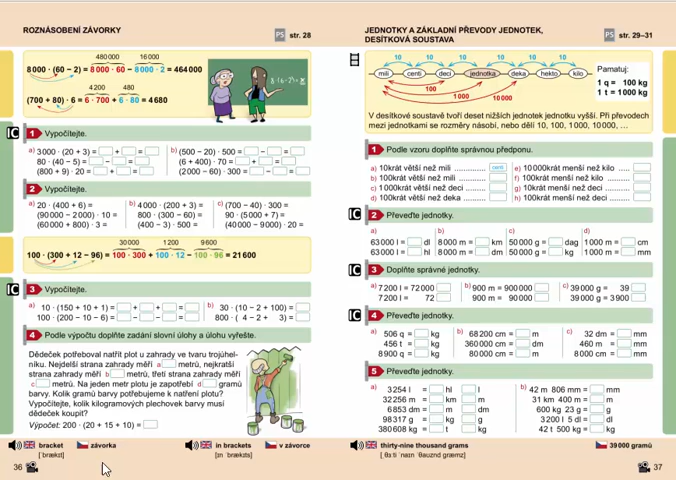 ROZNÁSOBENÍ ZÁVORKY
PS str. 28
480 000 16 000
8 000 · (60 − 2) = 8 000 · 60 − 8 000 · 2 = 464 000
4 200 480
(700 + 80) · 6 = 6 · 700 + 6 · 80 = 4 680
1 Vypočítejte.
a) 3 000 · (20 + 3) = + =
80 · (40 − 5) = − =
(800 + 9) · 20 = + =
b) (500 − 20) · 500 = − =
(6 + 400) · 70 = + =
(2 000 − 60) · 300 = − =
2 Vypočítejte.
a) 20 · (400 + 6) =
(90 000 − 2 000) · 10 =
(60 000 + 800) · 3 =
b) 4 000 · (200 + 3) =
800 · (300 − 60) =
(400 − 3) · 500 =
c) (700 − 40) · 300 =
90 · (5 000 + 7) =
(40 000 − 9 000) · 20 =
30 000 1 200 9 600
100 · (300 + 12 − 96) = 100 · 300 + 100 · 12 − 100 · 96 = 21 600
3 Vypočítejte.
a) 10 · (150 + 10 + 1) = + + =
100 · (200 − 10 − 6) = − − =
b) 30 · (10 − 2 + 100) =
800 · ( 4 − 2 + 3) =
4 Podle výpočtu doplňte zadání slovní úlohy a úlohu vyřešte.
Dědeček potřeboval natřít plot u zahrady ve tvaru trojúhel-
níku. Nejdelší strana zahrady měří a metrů, nejkratší
strana zahrady měří b metrů, třetí strana zahrady měří
c metrů. Na jeden metr plotu je zapotřebí d gramů
barvy. Kolik gramů barvy potřebujeme k natření plotu?
Vypočítejte, kolik kilogramových plechovek barvy musí
dědeček koupit?
Výpočet: 200 · (20 + 15 + 10) =
bracket závorka in brackets v závorce
36
JEDNOTKY A ZÁKLADNÍ PŘEVODY JEDNOTEK,
DESÍTKOVÁ SOUSTAVA
PS str. 29–31
10 10 10 10 10 10
mili centi deci jednotka deka hekto kilo
100
1 000 10 000
Pamatuj:
1 q = 100 kg
1 t = 1 000 kg
V desítkové soustavě tvoří deset nižších jednotek jednotku vyšší. Při převodech
mezi jednotkami se rozměry násobí, nebo dělí 10, 100, 1 000, 10 000, …
1 Podle vzoru doplňte správnou předponu.
a) 10krát větší než mili ............. centi
b) 100krát větší než mili .............
c) 1 000krát větší než deci .............
d) 100krát větší než deka .............
e) 10 000krát menší než kilo .....
f) 100krát menší než kilo .....
g) 10krát menší než deci .....
h) 100krát menší než hekto .....
2 Převeďte jednotky.
a)
63 000 l = dl
63 000 l = hl
b)
8 000 m = km
8 000 m = dm
c)
50 000 g = dag
50 000 g = kg
d)
1 000 m = cm
1 000 m = mm
3 Doplňte správné jednotky.
a) 7 200 l = 72 000
7 200 l = 72
b) 900 m = 900 000
900 m = 90 000
c) 39 000 g = 39
39 000 g = 3 900
4 Převeďte jednotky.
a) 506 q = kg
456 t = kg
8 900 q = kg
b) 68 200 cm = m
360 000 cm = dm
80 000 cm = m
c) 32 dm = mm
460 m = mm
8 000 cm = mm
5 Převeďte jednotky.
a) 3 254 l = hl l
32 256 m = km m
6 853 dm = m dm
98 317 g = kg g
380 608 kg = t kg
b) 42 m 806 mm = mm
31 km 400 m = m
600 kg 23 g = g
3 200 l 5 dl = dl
42 t 500 kg = kg
thirty-nine thousand grams 39 000 gramů
37